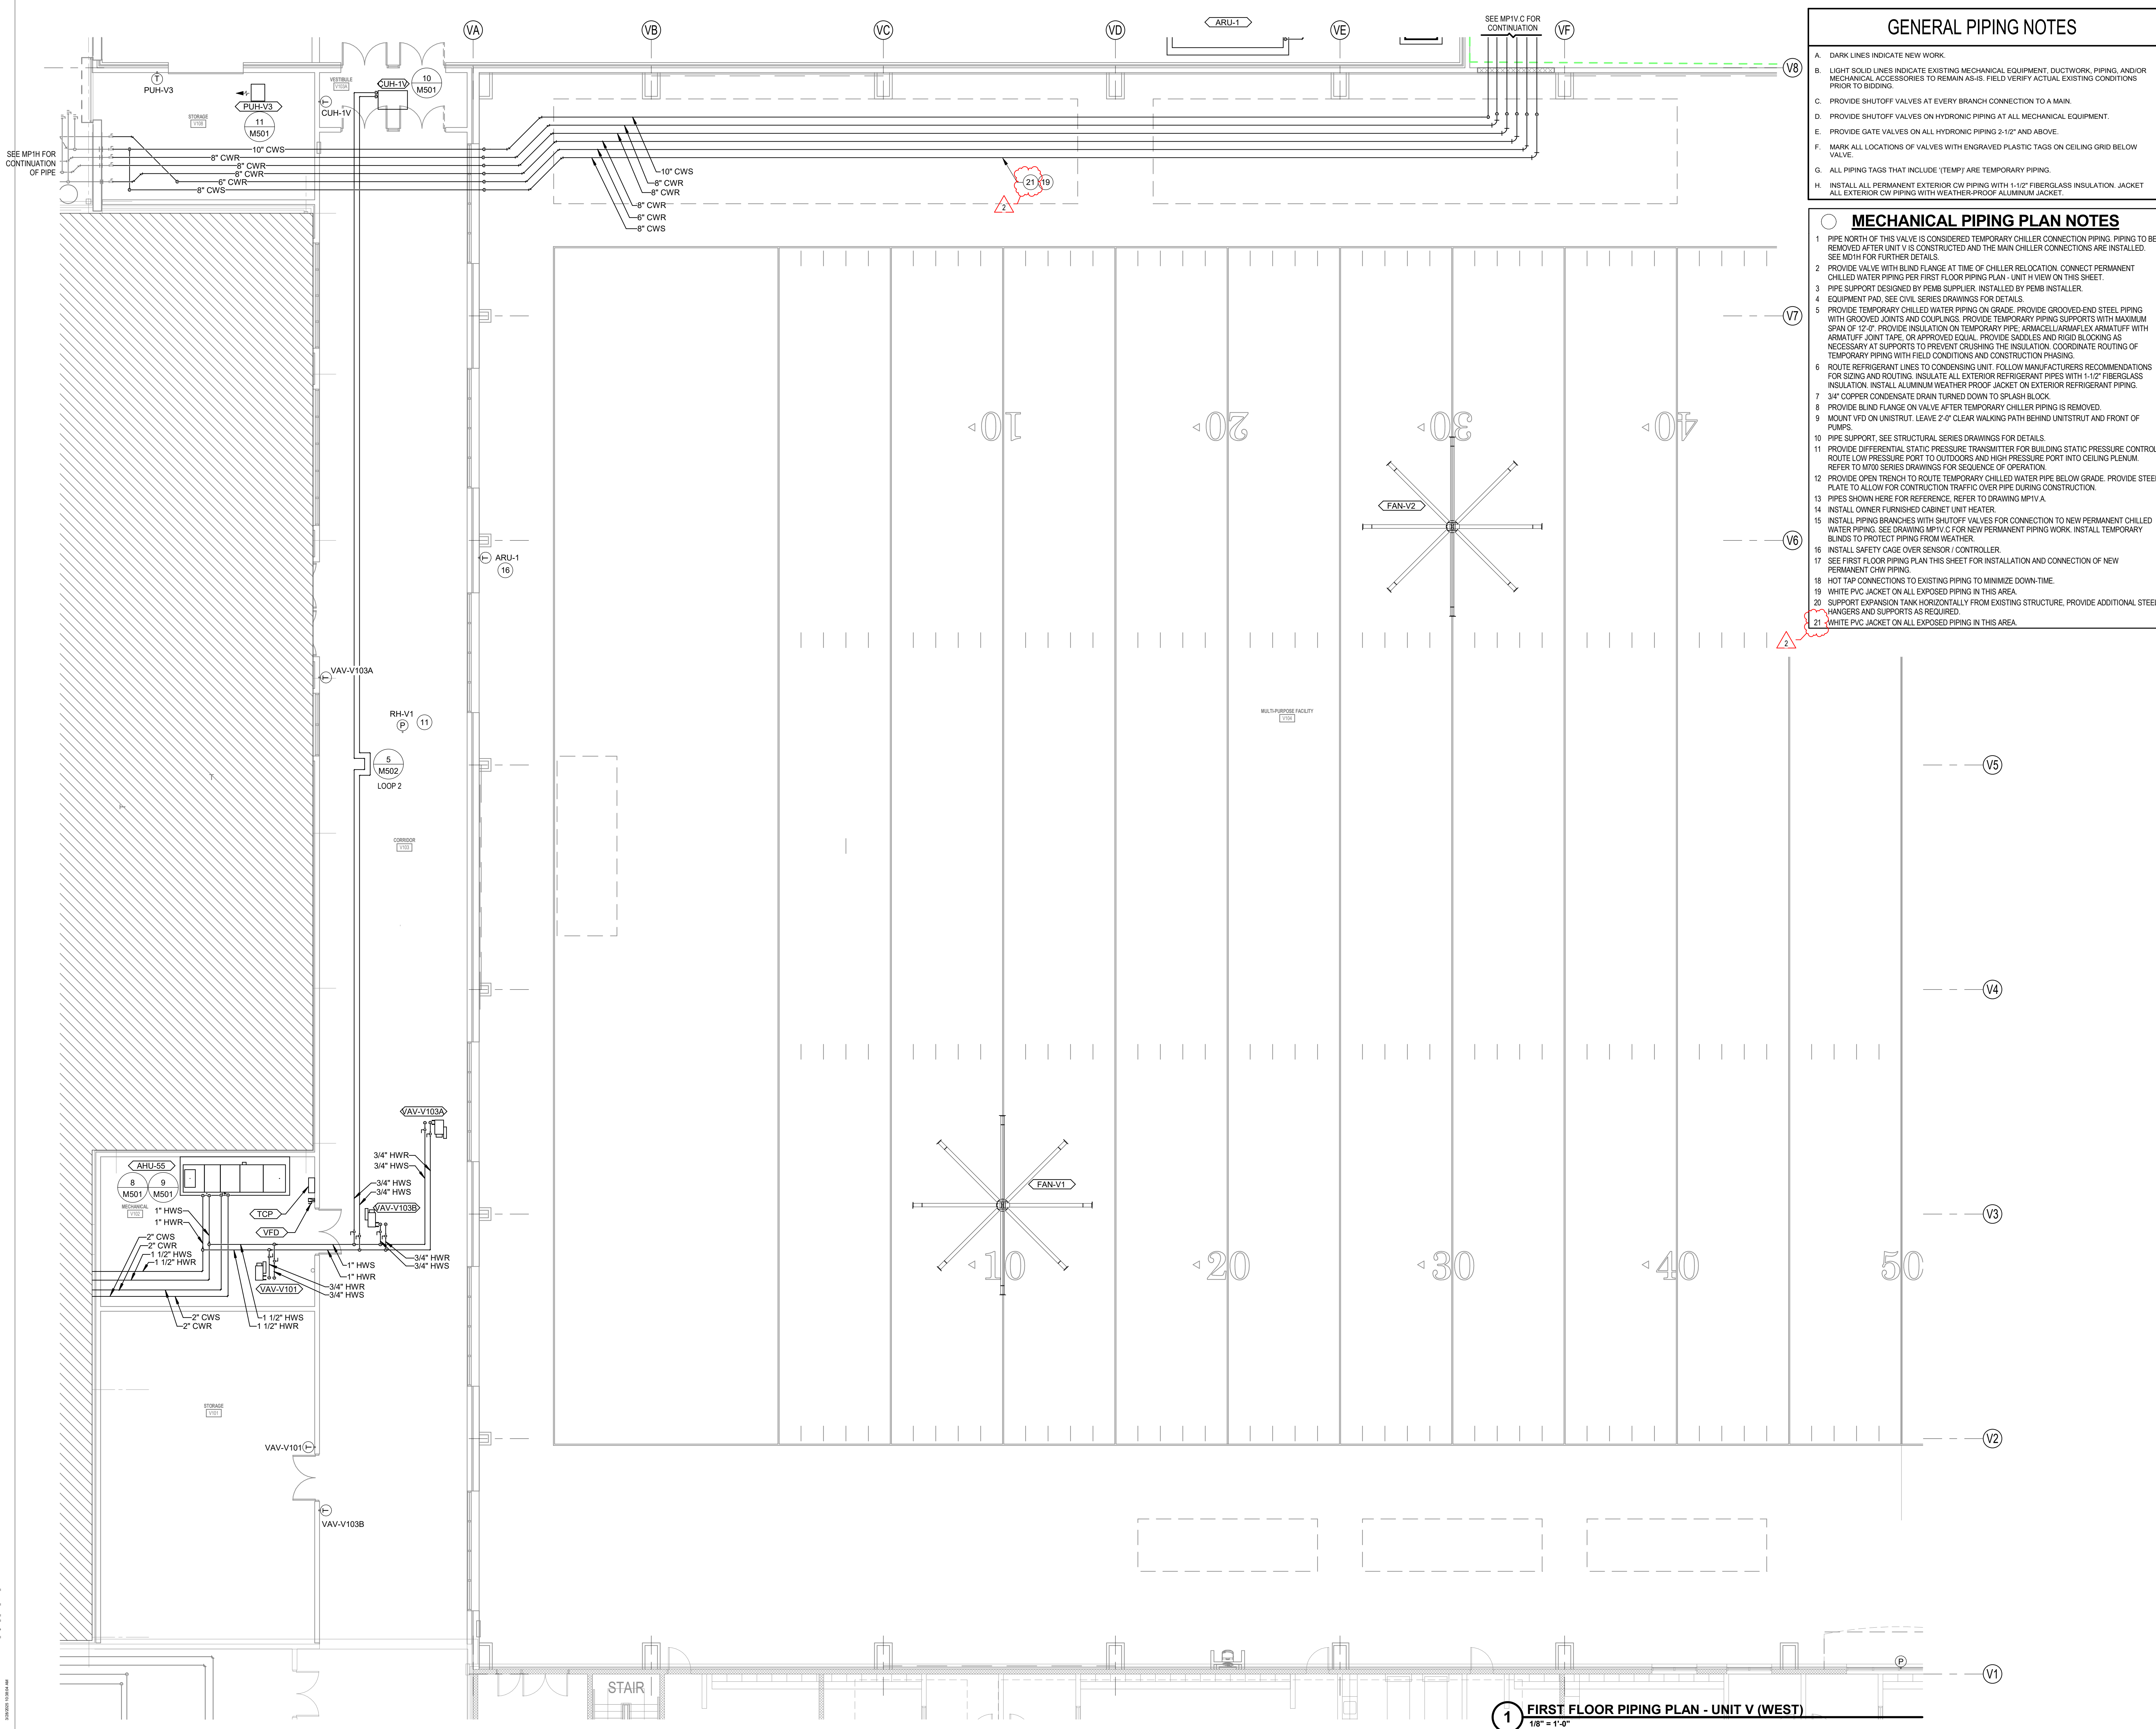 VA
VB
VC
VD
VE
VF
ARU-1
SEE MP1V.C FOR
CONTINUATION
V8
V7
V6
V5
V4
V3
V2
V1
T
PUH-V3
PUH-V3
11
M501
STORAGE
V106
VESTIBULE
V103A
CUH-1V
10
M501
T
CUH-1V
SEE MP1H FOR
CONTINUATION
OF PIPE
10" CWS
8" CWR
8" CWR
8" CWR
6" CWR
8" CWS
10" CWS
8" CWR
8" CWR
8" CWR
6" CWR
8" CWS
21
19
2
10
20
30
40
FAN-V2
T
ARU-1
16
T
VAV-V103A
RH-V1
P
11
5
M502
LOOP 2
MULTI-PURPOSE FACILITY
V104
CORRIDOR
V103
VAV-V103A
3/4" HWR
3/4" HWS
3/4" HWS
3/4" HWS
VAV-V103B
AHU-55
8
M501
9
M501
MECHANICAL
V102
TCP
VFD
1" HWS
1" HWR
2" CWS
2" CWR
1 1/2" HWS
1 1/2" HWR
1" HWS
1" HWR
3/4" HWR
3/4" HWS
3/4" HWR
3/4" HWS
VAV-V101
2" CWS
2" CWR
1 1/2" HWS
1 1/2" HWR
FAN-V1
10
20
30
40
50
STORAGE
V101
VAV-V101
T
T
VAV-V103B
STAIR
P
1
FIRST FLOOR PIPING PLAN - UNIT V (WEST)
1/8" = 1'-0"
3/28/2025 10:38:04 AM
GENERAL PIPING NOTES
A. DARK LINES INDICATE NEW WORK.
B. LIGHT SOLID LINES INDICATE EXISTING MECHANICAL EQUIPMENT, DUCTWORK, PIPING, AND/OR
MECHANICAL ACCESSORIES TO REMAIN AS-IS. FIELD VERIFY ACTUAL EXISTING CONDITIONS
PRIOR TO BIDDING.
C. PROVIDE SHUTOFF VALVES AT EVERY BRANCH CONNECTION TO A MAIN.
D. PROVIDE SHUTOFF VALVES ON HYDRONIC PIPING AT ALL MECHANICAL EQUIPMENT.
E. PROVIDE GATE VALVES ON ALL HYDRONIC PIPING 2-1/2" AND ABOVE.
F. MARK ALL LOCATIONS OF VALVES WITH ENGRAVED PLASTIC TAGS ON CEILING GRID BELOW
VALVE.
G. ALL PIPING TAGS THAT INCLUDE '(TEMP)' ARE TEMPORARY PIPING.
H. INSTALL ALL PERMANENT EXTERIOR CW PIPING WITH 1-1/2" FIBERGLASS INSULATION. JACKET
ALL EXTERIOR CW PIPING WITH WEATHER-PROOF ALUMINUM JACKET.
MECHANICAL PIPING PLAN NOTES
1 PIPE NORTH OF THIS VALVE IS CONSIDERED TEMPORARY CHILLER CONNECTION PIPING. PIPING TO BE
REMOVED AFTER UNIT V IS CONSTRUCTED AND THE MAIN CHILLER CONNECTIONS ARE INSTALLED.
SEE MD1H FOR FURTHER DETAILS.
2 PROVIDE VALVE WITH BLIND FLANGE AT TIME OF CHILLER RELOCATION. CONNECT PERMANENT
CHILLED WATER PIPING PER FIRST FLOOR PIPING PLAN - UNIT H VIEW ON THIS SHEET.
3 PIPE SUPPORT DESIGNED BY PEMB SUPPLIER. INSTALLED BY PEMB INSTALLER.
4 EQUIPMENT PAD, SEE CIVIL SERIES DRAWINGS FOR DETAILS.
5 PROVIDE TEMPORARY CHILLED WATER PIPING ON GRADE. PROVIDE GROOVED-END STEEL PIPING
WITH GROOVED JOINTS AND COUPLINGS. PROVIDE TEMPORARY PIPING SUPPORTS WITH MAXIMUM
SPAN OF 12'-0". PROVIDE INSULATION ON TEMPORARY PIPE; ARMACELL/ARMAFLEX ARMATUFF WITH
ARMATUFF JOINT TAPE, OR APPROVED EQUAL. PROVIDE SADDLES AND RIGID BLOCKING AS
NECESSARY AT SUPPORTS TO PREVENT CRUSHING THE INSULATION. COORDINATE ROUTING OF
TEMPORARY PIPING WITH FIELD CONDITIONS AND CONSTRUCTION PHASING.
6 ROUTE REFRIGERANT LINES TO CONDENSING UNIT. FOLLOW MANUFACTURERS RECOMMENDATIONS
FOR SIZING AND ROUTING. INSULATE ALL EXTERIOR REFRIGERANT PIPES WITH 1-1/2" FIBERGLASS
INSULATION. INSTALL ALUMINUM WEATHER PROOF JACKET ON EXTERIOR REFRIGERANT PIPING.
7 3/4" COPPER CONDENSATE DRAIN TURNED DOWN TO SPLASH BLOCK.
8 PROVIDE BLIND FLANGE ON VALVE AFTER TEMPORARY CHILLER PIPING IS REMOVED.
9 MOUNT VFD ON UNISTRUT. LEAVE 2'-0" CLEAR WALKING PATH BEHIND UNITSTRUT AND FRONT OF
PUMPS.
10 PIPE SUPPORT, SEE STRUCTURAL SERIES DRAWINGS FOR DETAILS.
11 PROVIDE DIFFERENTIAL STATIC PRESSURE TRANSMITTER FOR BUILDING STATIC PRESSURE CONTROL
ROUTE LOW PRESSURE PORT TO OUTDOORS AND HIGH PRESSURE PORT INTO CEILING PLENUM.
REFER TO M700 SERIES DRAWINGS FOR SEQUENCE OF OPERATION.
12 PROVIDE OPEN TRENCH TO ROUTE TEMPORARY CHILLED WATER PIPE BELOW GRADE. PROVIDE STEEL
PLATE TO ALLOW FOR CONTRUCTION TRAFFIC OVER PIPE DURING CONSTRUCTION.
13 PIPES SHOWN HERE FOR REFERENCE, REFER TO DRAWING MP1V.A.
14 INSTALL OWNER FURNISHED CABINET UNIT HEATER.
15 INSTALL PIPING BRANCHES WITH SHUTOFF VALVES FOR CONNECTION TO NEW PERMANENT CHILLED
WATER PIPING. SEE DRAWING MP1V.C FOR NEW PERMANENT PIPING WORK. INSTALL TEMPORARY
BLINDS TO PROTECT PIPING FROM WEATHER.
16 INSTALL SAFETY CAGE OVER SENSOR / CONTROLLER.
17 SEE FIRST FLOOR PIPING PLAN THIS SHEET FOR INSTALLATION AND CONNECTION OF NEW
PERMANENT CHW PIPING.
18 HOT TAP CONNECTIONS TO EXISTING PIPING TO MINIMIZE DOWN-TIME.
19 WHITE PVC JACKET ON ALL EXPOSED PIPING IN THIS AREA.
20 SUPPORT EXPANSION TANK HORIZONTALLY FROM EXISTING STRUCTURE, PROVIDE ADDITIONAL STEEL
HANGERS AND SUPPORTS AS REQUIRED.
21 WHITE PVC JACKET ON ALL EXPOSED PIPING IN THIS AREA.
2